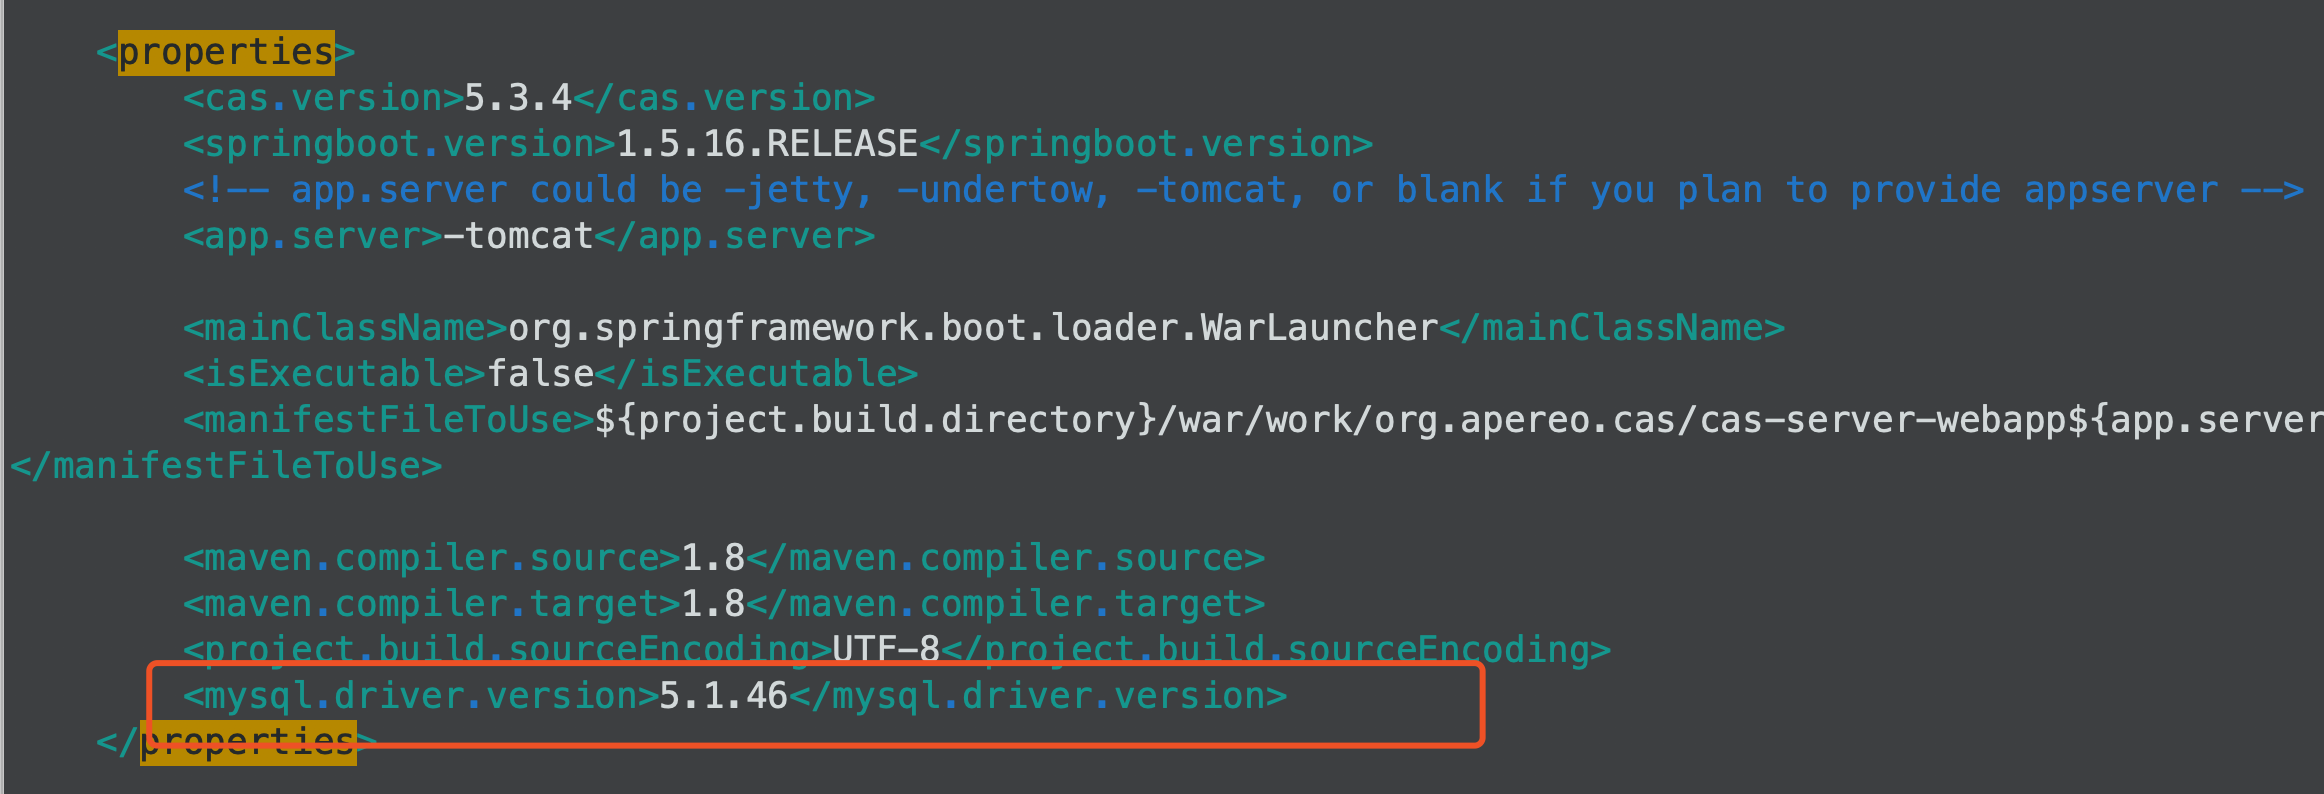 <properties>
<cas.version>5.3.4</cas.version>
<springboot.version>1.5.16.RELEASE</springboot.version>
<!-- app.server could be -jetty, -undertow, -tomcat, or blank if you plan to provide appserver -->
<app.server>-tomcat</app.server>
<mainClassName>org.springframework.boot.loader.WarLauncher</mainClassName>
<isExecutable>false</isExecutable>
<manifestFileToUse>${project.build.directory}/war/work/org.apereo.cas/cas-server-webapp${app.server
</manifestFileToUse>
<maven.compiler.source>1.8</maven.compiler.source>
<maven.compiler.target>1.8</maven.compiler.target>
<project.build.sourceEncoding>UTF-8</project.build.sourceEncoding>
<mysql.driver.version>5.1.46</mysql.driver.version>
</properties>